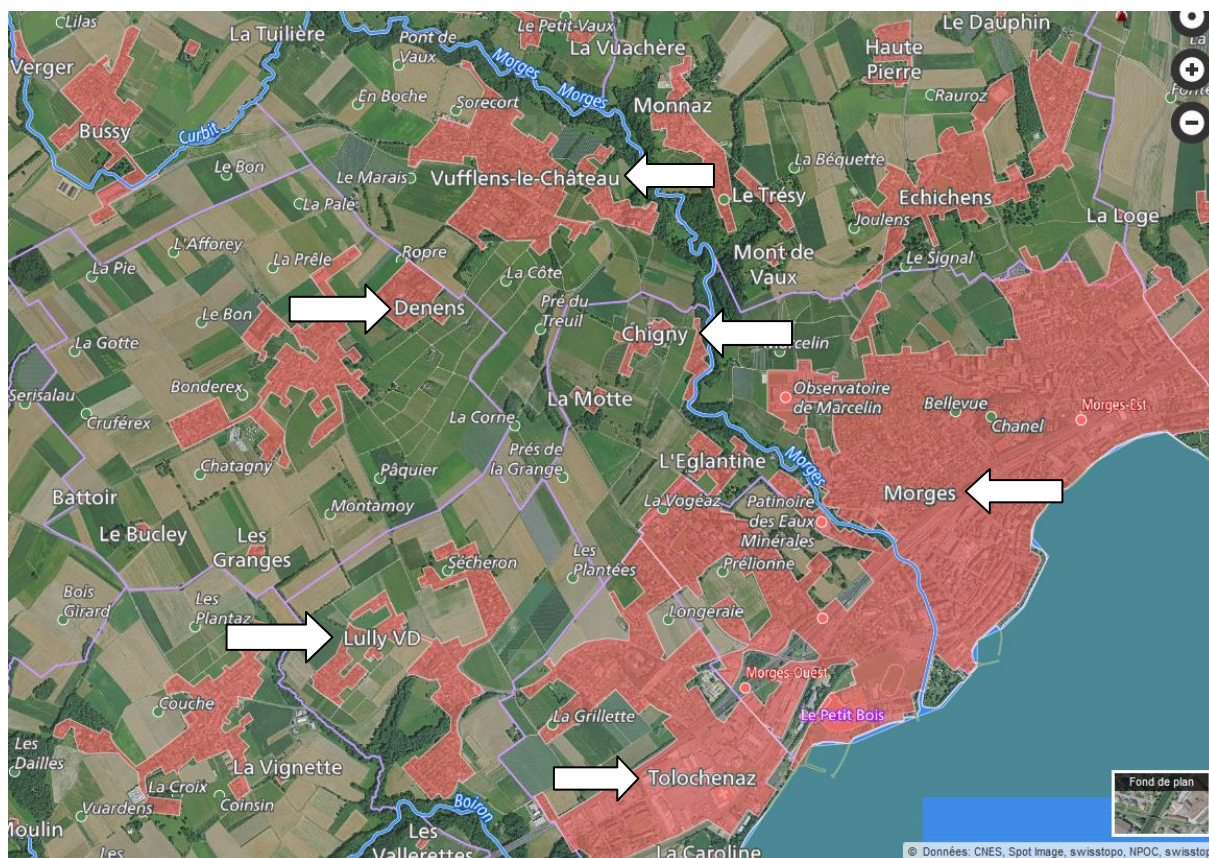 Lilas
La Tuilière
Pont de
Vaux
Le Petit-Vaux
La Vuachère
Le Dauphin
Haute
Pierre
Verger
Morges
Morges
Monnaz
Rauroz
En Boche
Sorecort
Bussy
Curbit
Le Bon
Le Marais
Vufflens-le-Château
La Béquette
Le Trésy
Echichens
La Palè
Joulens
La Loge
L'Afforey
La Pie
La Prêle
Ropre
La Côte
Mont de
Vaux
Le Signal
Denens
Pré du
Treuil
Le Bon
Chigny
Marcelin
La Gotte
Serisalau
Bonderex
Cruférex
La Motte
Observatoire
de Marcelin
Bellevue
Chanel
Morges-Est
La Corne
Chatagny
Pâquier
Prés de
la Grange
L'Eglantine
Morges
Battoir
Montamoy
La Vogéaz
Patinoire
des Eaux
Minérales
Morges
Le Bucley
Les
Granges
Sécheron
Les
Plantées
Prélionne
Bois
Girard
Les
Plantaz
Lully VD
Longeraie
Morges-Ouest
Couche
La Grillette
Le Petit Bois
Les
Dailles
La Vignette
Tolochenaz
La Croix
Coinsin
Vuardens
Boiron
Fond de plan
Moulin
Les
Les
Vallerettes
La Caroline
© Données: CNES, Spot Image, swisstopo, NPOC, swisstop